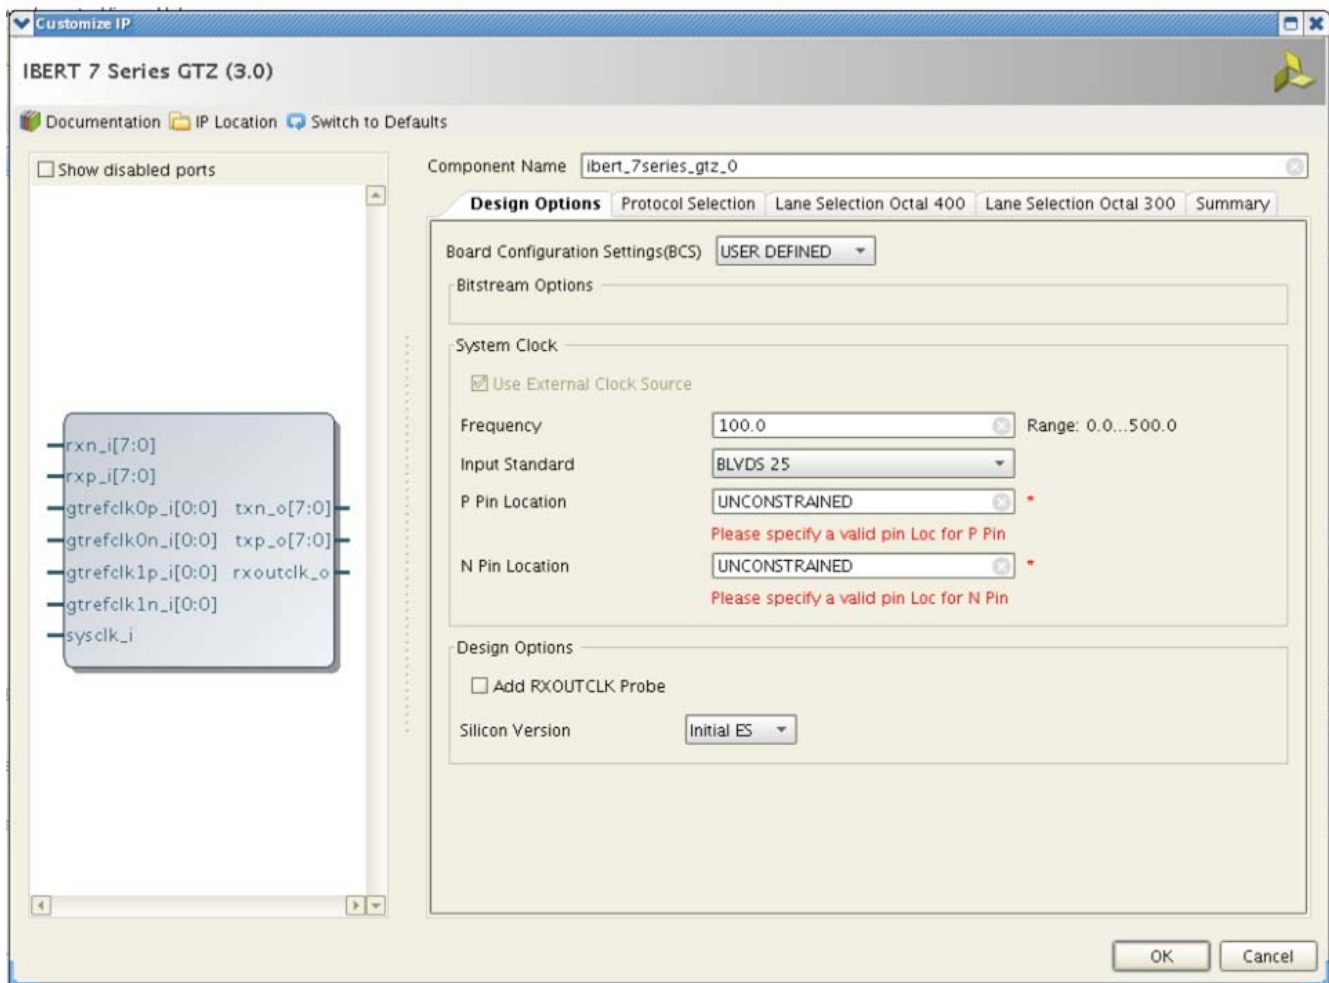 Customize IP
IBERT 7 Series GTZ (3.0)
Documentation IP Location Switch to Defaults
Show disabled ports
rxn_i[7:0]
rxp_i[7:0]
gtrefclk0p_i[0:0] txn_o[7:0]
gtrefclk0n_i[0:0] txp_o[7:0]
gtrefclk1p_i[0:0] rxoutclk_o
gtrefclk1n_i[0:0]
sysclk_i
Component Name ibert_7series_gtz_0
Design Options Protocol Selection Lane Selection Octal 400 Lane Selection Octal 300 Summary
Board Configuration Settings(BCS) USER DEFINED
Bitstream Options
System Clock
Use External Clock Source
Frequency 100.0 Range: 0.0...500.0
Input Standard BLVDS 25
P Pin Location UNCONSTRAINED *
Please specify a valid pin Loc for P Pin
N Pin Location UNCONSTRAINED *
Please specify a valid pin Loc for N Pin
Design Options
Add RXOUTCLK Probe
Silicon Version Initial ES
OK Cancel